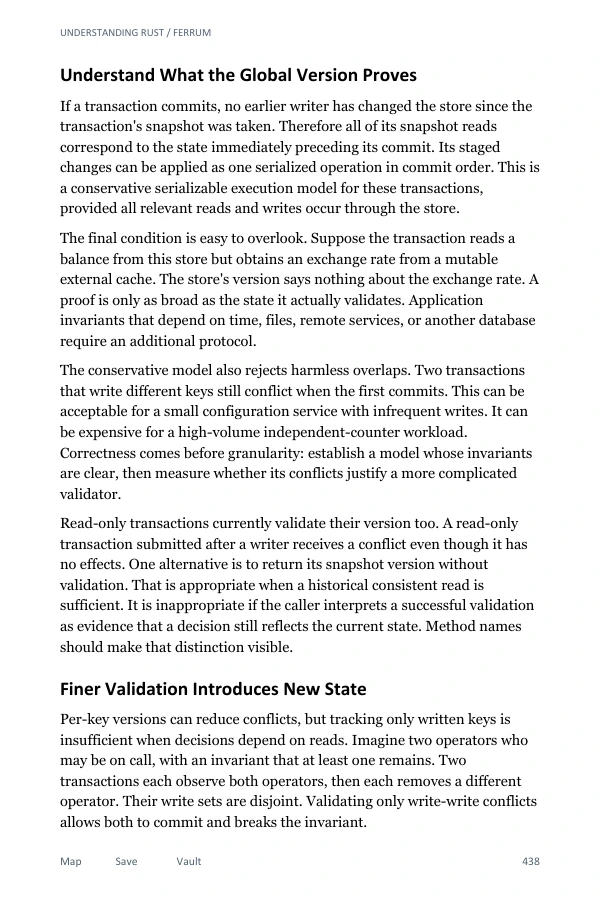 UNDERSTANDING RUST / FERRUM
Understand What the Global Version Proves
If a transaction commits, no earlier writer has changed the store since the
transaction's snapshot was taken. Therefore all of its snapshot reads
correspond to the state immediately preceding its commit. Its staged
changes can be applied as one serialized operation in commit order. This is
a conservative serializable execution model for these transactions,
provided all relevant reads and writes occur through the store.
The final condition is easy to overlook. Suppose the transaction reads a
balance from this store but obtains an exchange rate from a mutable
external cache. The store's version says nothing about the exchange rate. A
proof is only as broad as the state it actually validates. Application
invariants that depend on time, files, remote services, or another database
require an additional protocol.
The conservative model also rejects harmless overlaps. Two transactions
that write different keys still conflict when the first commits. This can be
acceptable for a small configuration service with infrequent writes. It can
be expensive for a high-volume independent-counter workload.
Correctness comes before granularity: establish a model whose invariants
are clear, then measure whether its conflicts justify a more complicated
validator.
Read-only transactions currently validate their version too. A read-only
transaction submitted after a writer receives a conflict even though it has
no effects. One alternative is to return its snapshot version without
validation. That is appropriate when a historical consistent read is
sufficient. It is inappropriate if the caller interprets a successful validation
as evidence that a decision still reflects the current state. Method names
should make that distinction visible.
Finer Validation Introduces New State
Per-key versions can reduce conflicts, but tracking only written keys is
insufficient when decisions depend on reads. Imagine two operators who
may be on call, with an invariant that at least one remains. Two
transactions each observe both operators, then each removes a different
operator. Their write sets are disjoint. Validating only write-write conflicts
allows both to commit and breaks the invariant.
Map Save Vault 438